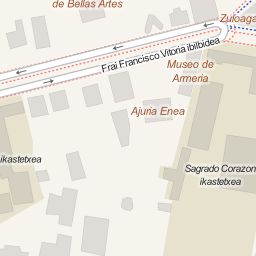 de Bellas Artes
Zuloaga
Frai Francisco Vitoria ibilbidea
Museo de
Armeria
Ajuria Enea
ikastetxea
Sagrado Corazon
ikastetxea